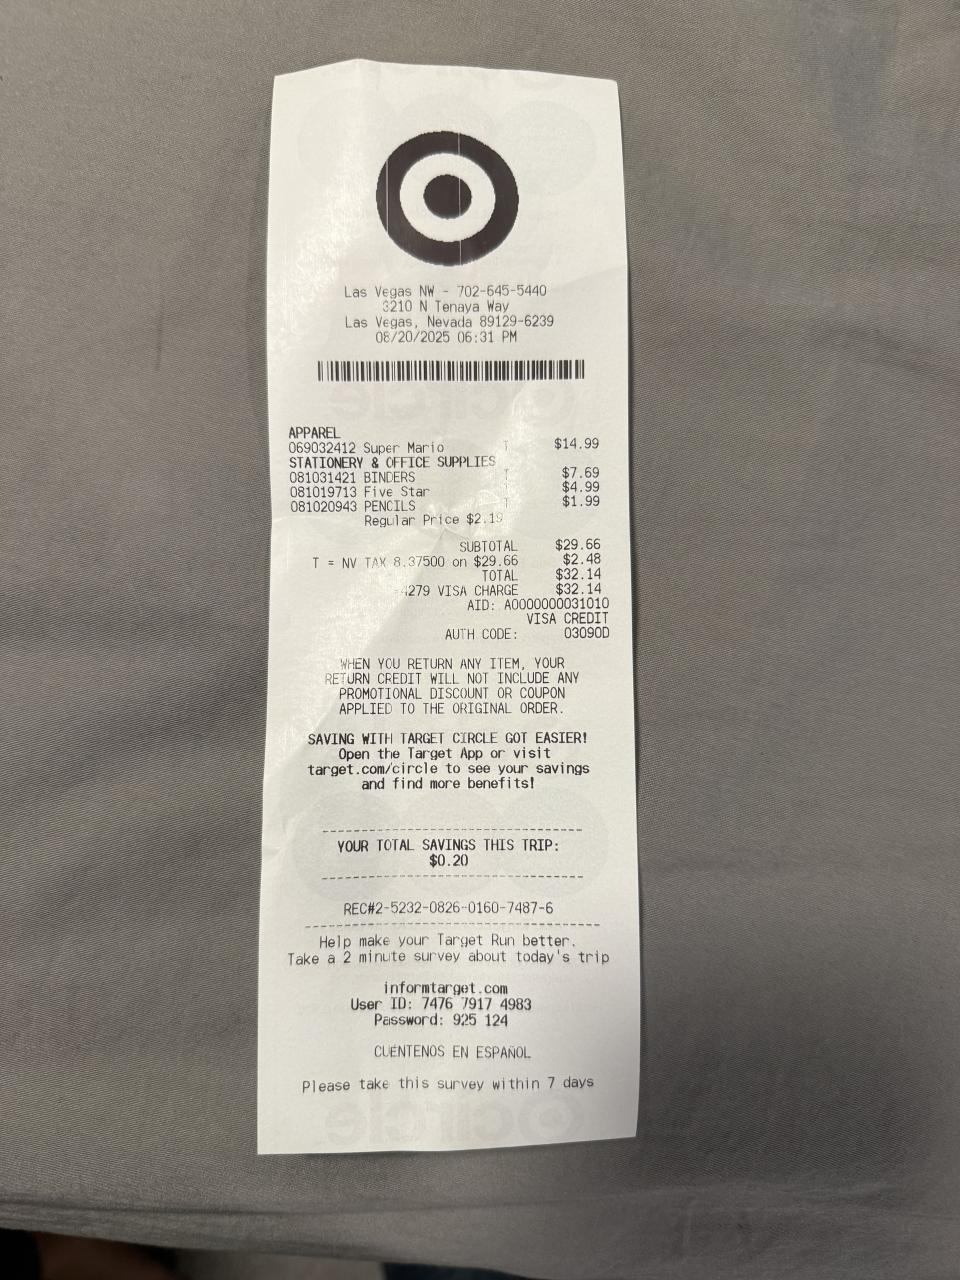 Las Vegas NW - 702-645-5440
3210 N Tenaya Way
Las Vegas, Nevada 89129-6239
08/20/2025 06:31 PM
APPAREL
069032412 Super Mario T $14.99
STATIONERY & OFFICE SUPPLIES
081031421 BINDERS T $7.69
081019713 Five Star T $4.99
081020943 PENCILS T $1.99
Regular Price $2.19
SUBTOTAL $29.66
T = NV TAX 8.37500 on $29.66 $2.48
TOTAL $32.14
4279 VISA CHARGE $32.14
AID: A0000000031010
VISA CREDIT
AUTH CODE: 03090D
WHEN YOU RETURN ANY ITEM, YOUR
RETURN CREDIT WILL NOT INCLUDE ANY
PROMOTIONAL DISCOUNT OR COUPON
APPLIED TO THE ORIGINAL ORDER.
SAVING WITH TARGET CIRCLE GOT EASIER!
Open the Target App or visit
target.com/circle to see your savings
and find more benefits!
YOUR TOTAL SAVINGS THIS TRIP:
$0.20
REC#2-5232-0826-0160-7487-6
Help make your Target Run better.
Take a 2 minute survey about today's trip
informtarget.com
User ID: 7476 7917 4983
Password: 925 124
CUÉNTENOS EN ESPAÑOL
Please take this survey within 7 days